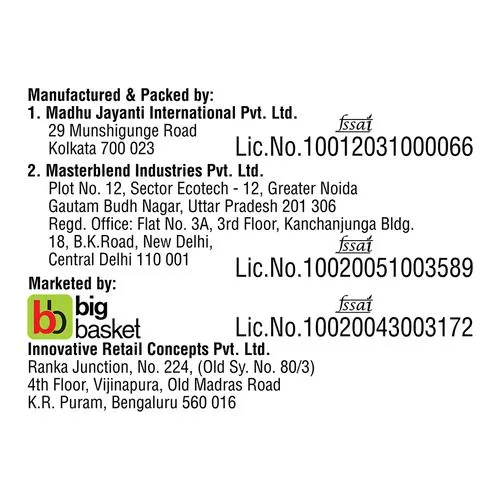 Manufactured & Packed by:
1. Madhu Jayanti International Pvt. Ltd.
29 Munshigunge Road
Kolkata 700 023
fssai
Lic.No.10012031000066
2. Masterblend Industries Pvt. Ltd.
Plot No. 12, Sector Ecotech - 12, Greater Noida
Gautam Budh Nagar, Uttar Pradesh 201 306
Regd. Office: Flat No. 3A, 3rd Floor, Kanchanjunga Bldg.
18, B.K.Road, New Delhi,
Central Delhi 110 001
fssai
Lic.No.10020051003589
Marketed by:
bb big
basket
fssai
Lic.No.10020043003172
Innovative Retail Concepts Pvt. Ltd.
Ranka Junction, No. 224, (Old Sy. No. 80/3)
4th Floor, Vijinapura, Old Madras Road
K.R. Puram, Bengaluru 560 016